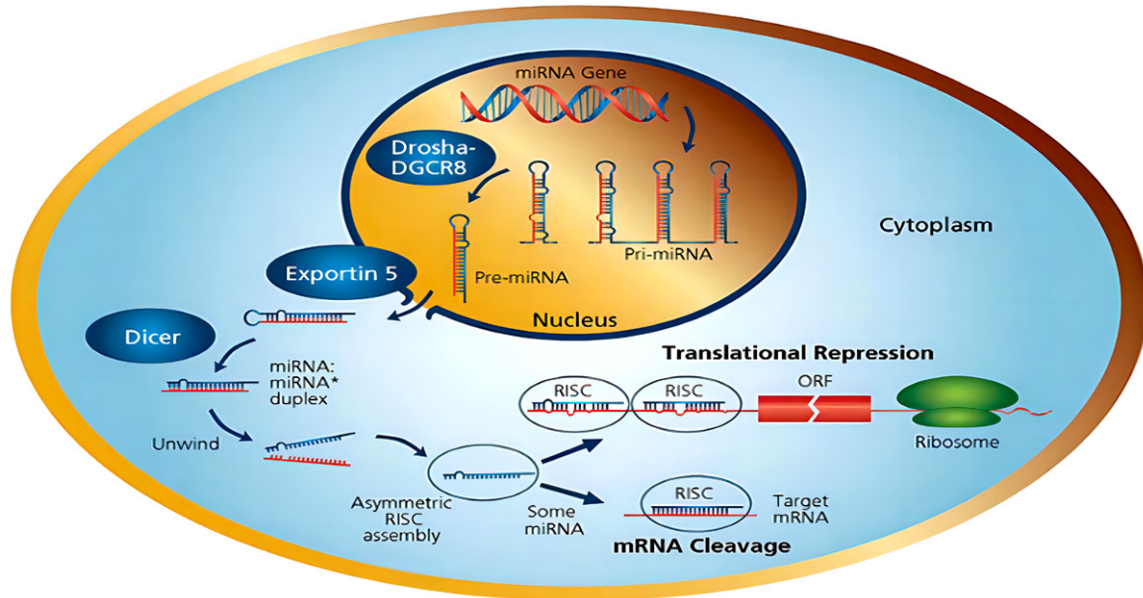 miRNA Gene
Drosha-
DGCR8
Cytoplasm
Pri-miRNA
Exportin 5
Pre-miRNA
Nucleus
Dicer
Translational Repression
miRNA:
miRNA*
duplex
RISC
RISC
ORF
Unwind
Ribosome
Asymmetric
RISC
assembly
Some
miRNA
RISC
Target
mRNA
mRNA Cleavage